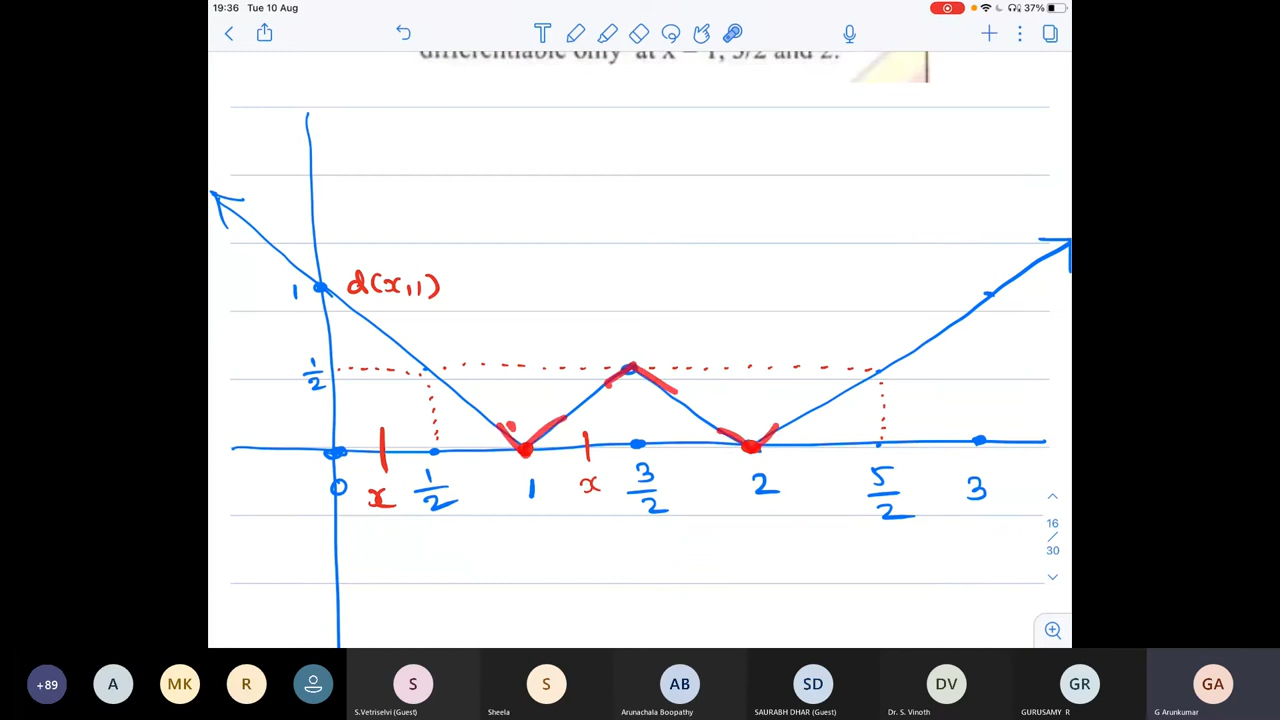 19:36 Tue 10 Aug
37%
differentiable only at x = 1, 3/2 and 2.
1 d(x,1)
1/2
0 x 1/2 1 x 3/2 2 5/2 3
16
/
30
+89 A MK R S S AB SD DV GR GA
S.Vetriselvi (Guest) Sheela Arunachala Boopathy SAURABH DHAR (Guest) Dr. S. Vinoth GURUSAMY R G Arunkumar